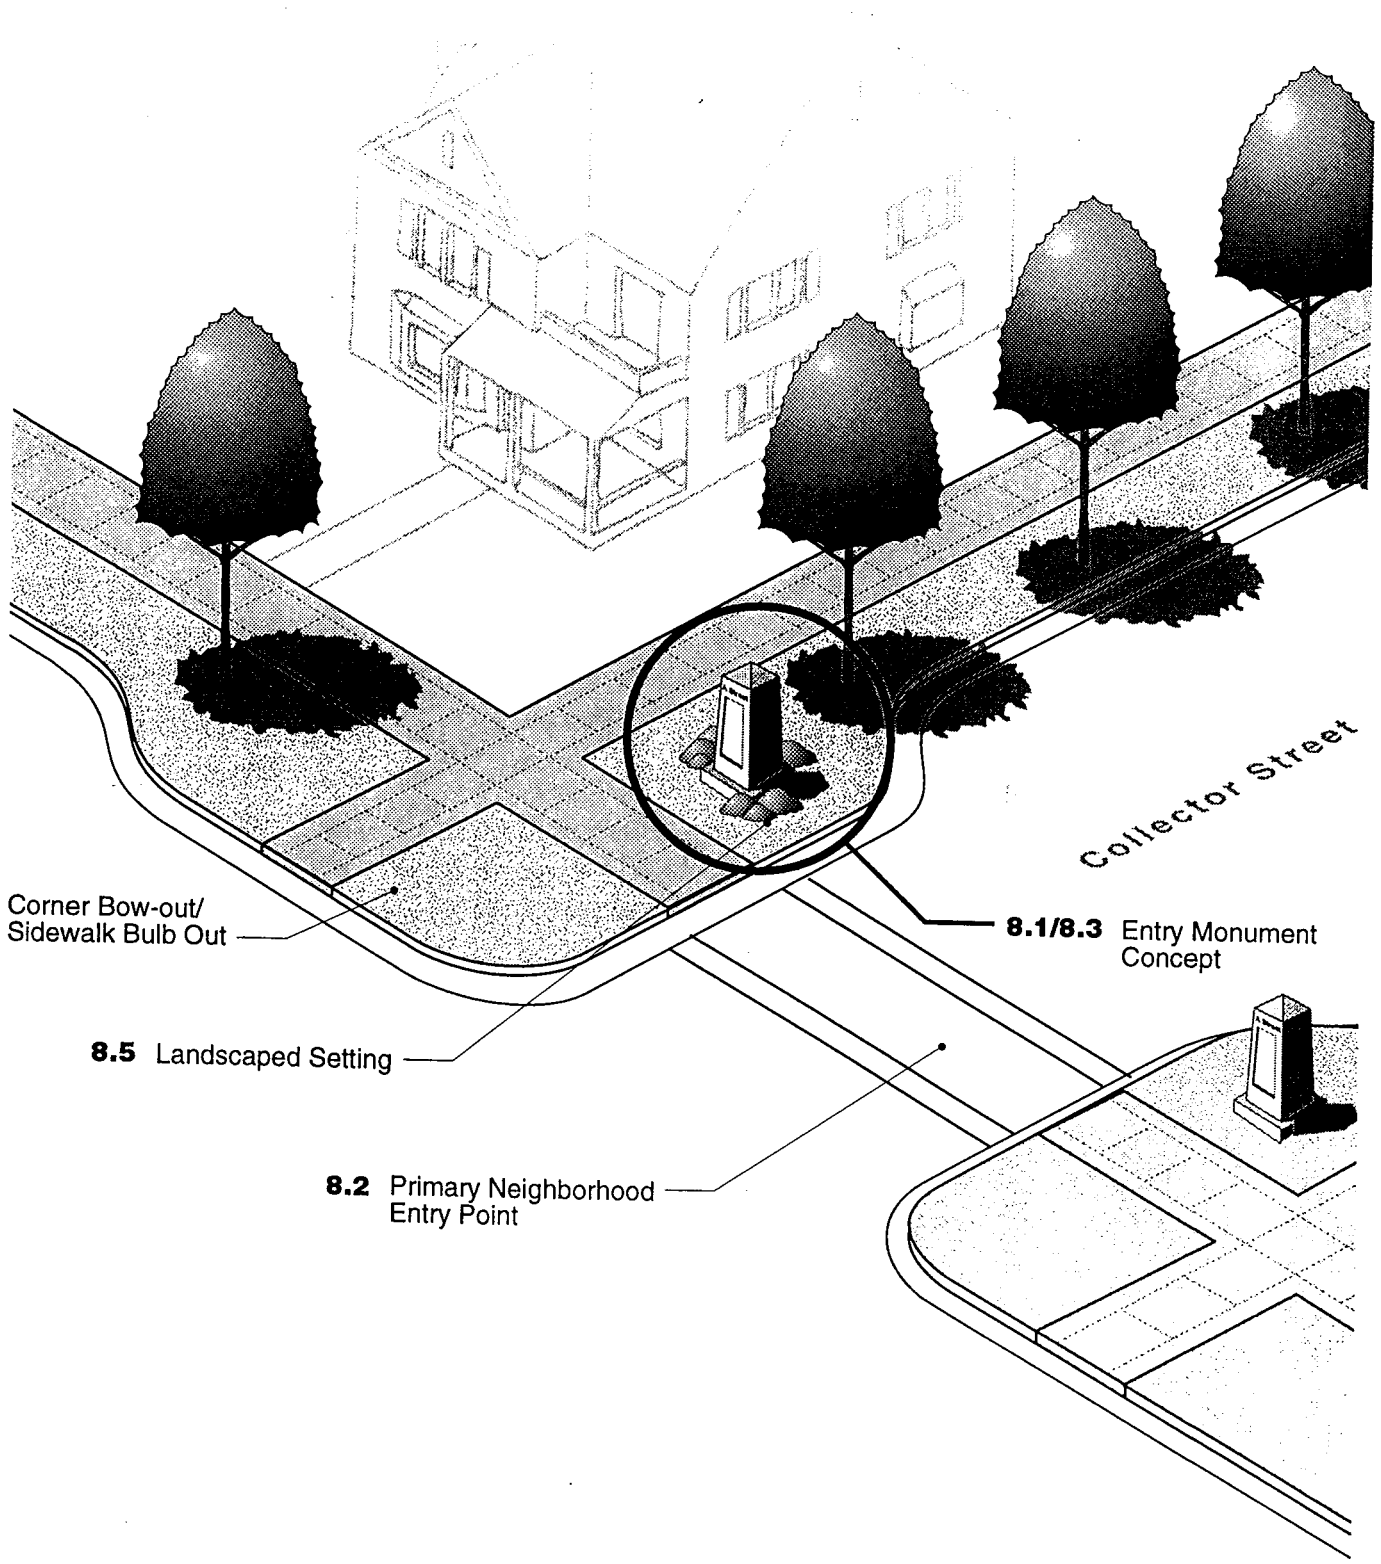 Collector Street
Corner Bow-out/
Sidewalk Bulb Out
8.1/8.3 Entry Monument
Concept
8.5 Landscaped Setting
8.2 Primary Neighborhood
Entry Point